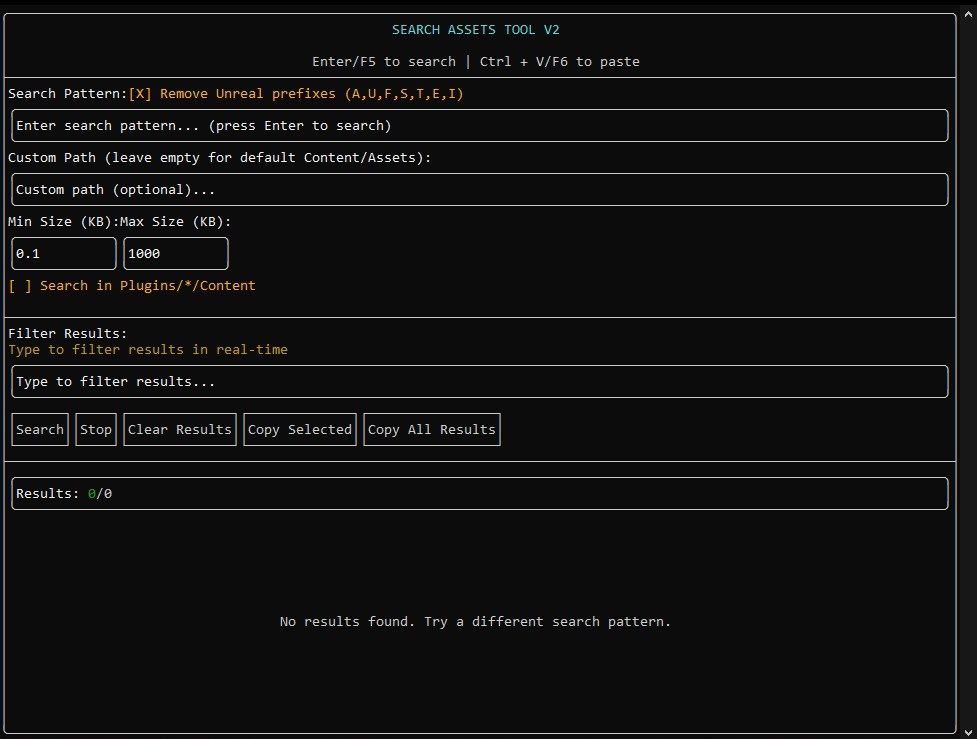 SEARCH ASSETS TOOL V2
Enter/F5 to search | Ctrl + V/F6 to paste
Search Pattern:[X] Remove Unreal prefixes (A,U,F,S,T,E,I)
Enter search pattern... (press Enter to search)
Custom Path (leave empty for default Content/Assets):
Custom path (optional)...
Min Size (KB):Max Size (KB):
0.1 1000
[ ] Search in Plugins/*/Content
Filter Results:
Type to filter results in real-time
Type to filter results...
Search Stop Clear Results Copy Selected Copy All Results
Results: 0/0
No results found. Try a different search pattern.